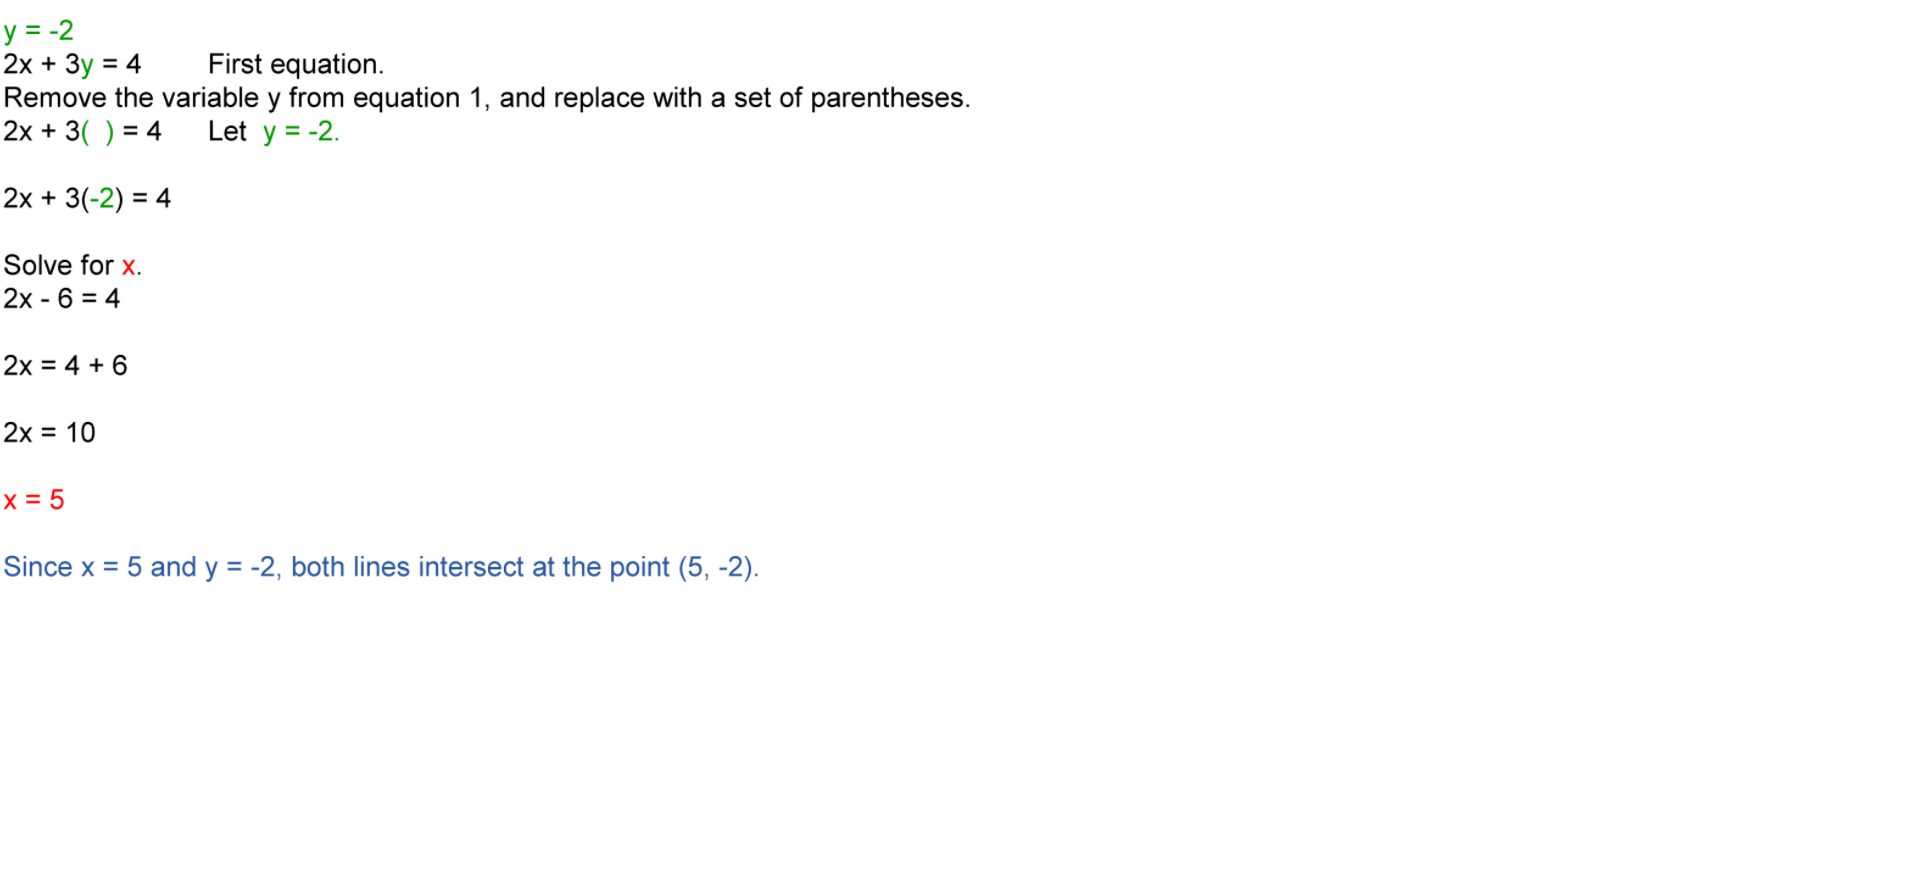 y = -2
2x + 3y = 4 First equation.
Remove the variable y from equation 1, and replace with a set of parentheses.
2x + 3( ) = 4 Let y = -2.
2x + 3(-2) = 4
Solve for x.
2x - 6 = 4
2x = 4 + 6
2x = 10
x = 5
Since x = 5 and y = -2, both lines intersect at the point (5, -2).